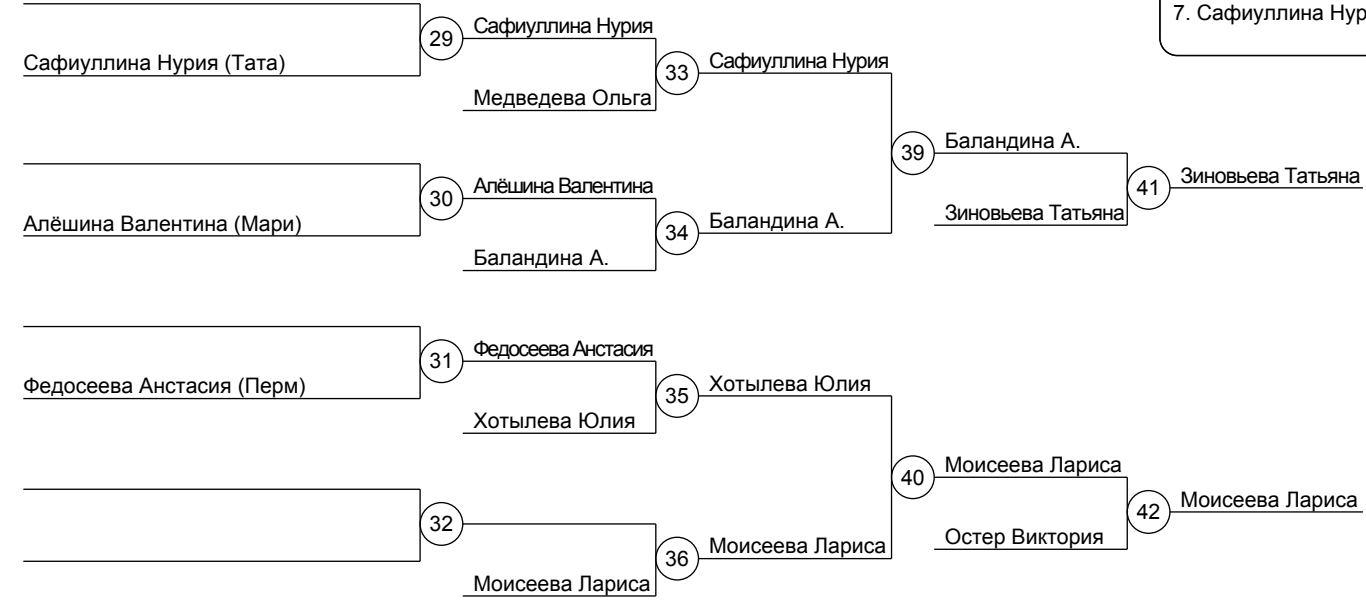 7. Сафиуллина Нур
29
Сафиуллина Нурия
Сафиуллина Нурия (Тата)
33
Сафиуллина Нурия
Медведева Ольга
39
Баландина А.
30
Алёшина Валентина
41
Зиновьева Татьяна
Алёшина Валентина (Мари)
34
Баландина А.
Зиновьева Татьяна
Баландина А.
31
Федосеева Анстасия
Федосеева Анстасия (Перм)
35
Хотылева Юлия
Хотылева Юлия
40
Моисеева Лариса
32
42
Моисеева Лариса
36
Моисеева Лариса
Остер Виктория
Моисеева Лариса